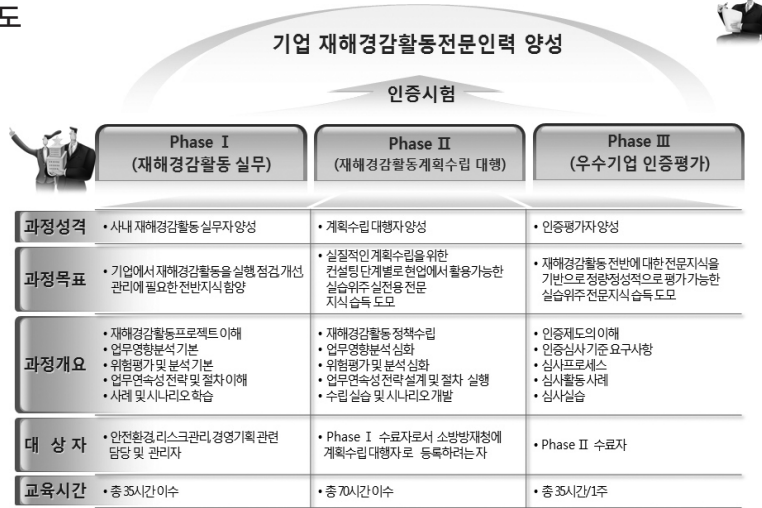 도
기업 재해경감활동전문인력 양성
인증시험
Phase Ⅰ
(재해경감활동 실무)
Phase Ⅱ
(재해경감활동계획수립 대행)
Phase Ⅲ
(우수기업 인증평가)
과정성격
• 사내 재해경감활동 실무자 양성
• 계획수립 대행자 양성
• 인증평가자 양성
과정목표
• 기업에서 재해경감활동을 실행, 점검, 개선,
관리에 필요한 전반지식 함양
• 실질적인 계획수립을 위한
컨설팅 단계별로 현업에서 활용가능한
실습위주 실전용 전문
지식 습득 도모
• 재해경감활동 전반에 대한 전문지식을
기반으로 정량정성적으로 평가 가능한
실습위주 전문지식 습득 도모
과정개요
• 재해경감활동프로젝트 이해
• 업무영향분석 기본
• 위험평가 및 분석 기본
• 업무연속성 전략 및 절차 이해
• 사례 및 시나리오 학습
• 재해경감활동 정책수립
• 업무영향분석 심화
• 위험평가 및 분석 심화
• 업무연속성 전략 설계 및 절차 실행
• 수립 실습 및 시나리오 개발
• 인증제도의 이해
• 인증심사 기준 요구사항
• 심사프로세스
• 심사활동 사례
• 심사실습
대 상 자
• 안전환경, 리스크관리, 경영기획 관련
담당 및 관리자
• Phase Ⅰ 수료자로서 소방방재청에
계획수립 대행자로 등록하려는 자
• Phase Ⅱ 수료자
교육시간
• 총 35시간 이수
• 총 70시간 이수
• 총 35시간/1주